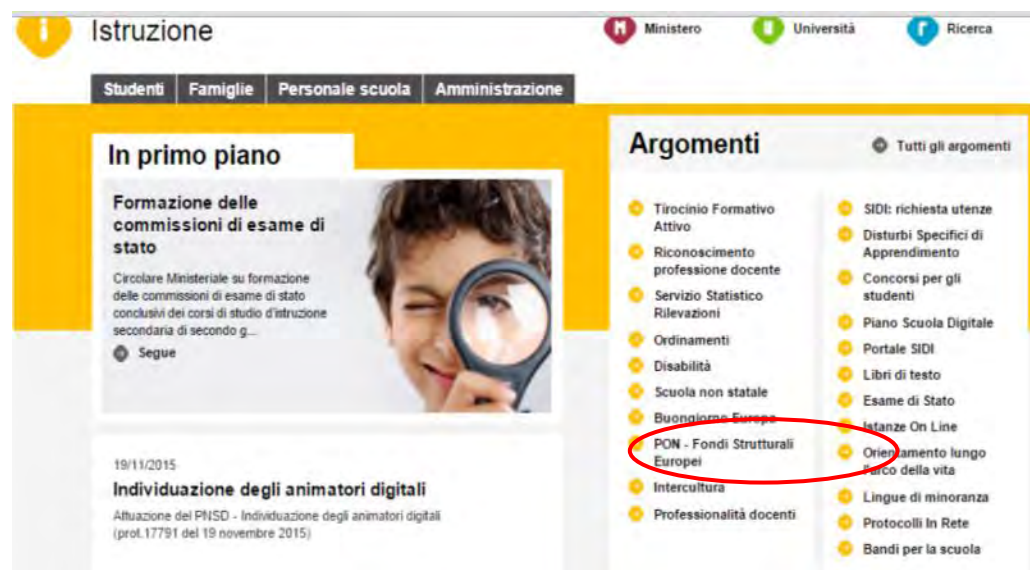 Istruzione
Ministero
Università
Ricerca
Studenti
Famiglie
Personale scuola
Amministrazione
In primo piano
Formazione delle
commissioni di esame di
stato
Circolare Ministeriale su formazione
delle commissioni di esame di stato
conclusivi dei corsi di studio d'istruzione
secondaria di secondo g...
Segue
19/11/2015
Individuazione degli animatori digitali
Attuazione del PNSD - Individuazione degli animatori digitali
(prot.17791 del 19 novembre 2015)
Argomenti
Tutti gli argomenti
Tirocinio Formativo
Attivo
Riconoscimento
professione docente
Servizio Statistico
Rilevazioni
Ordinamenti
Disabilità
Scuola non statale
Buongiorno Europa
PON - Fondi Strutturali
Europei
Intercultura
Professionalità docenti
SIDI: richiesta utenze
Disturbi Specifici di
Apprendimento
Concorsi per gli
studenti
Piano Scuola Digitale
Portale SIDI
Libri di testo
Esame di Stato
Istanze On Line
Orientamento lungo
l'arco della vita
Lingue di minoranza
Protocolli In Rete
Bandi per la scuola